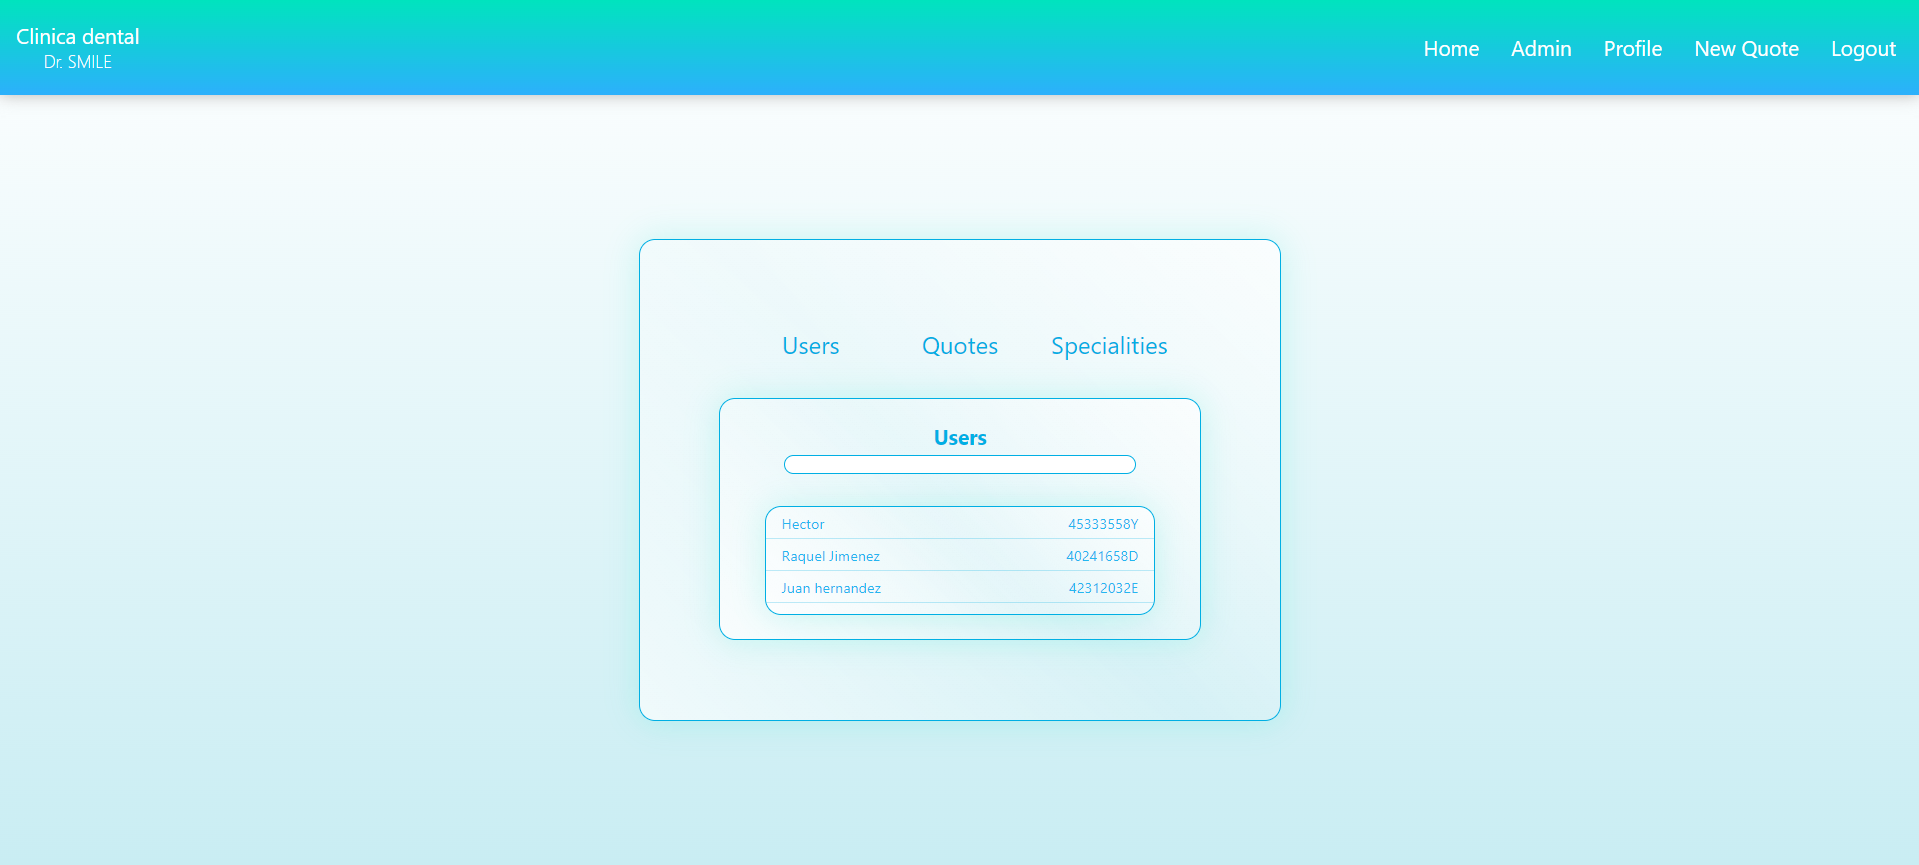 Clinica dental
Dr. SMILE
Home Admin Profile New Quote Logout
Users Quotes Specialities
Users
Hector 45333558Y
Raquel Jimenez 40241658D
Juan hernandez 42312032E